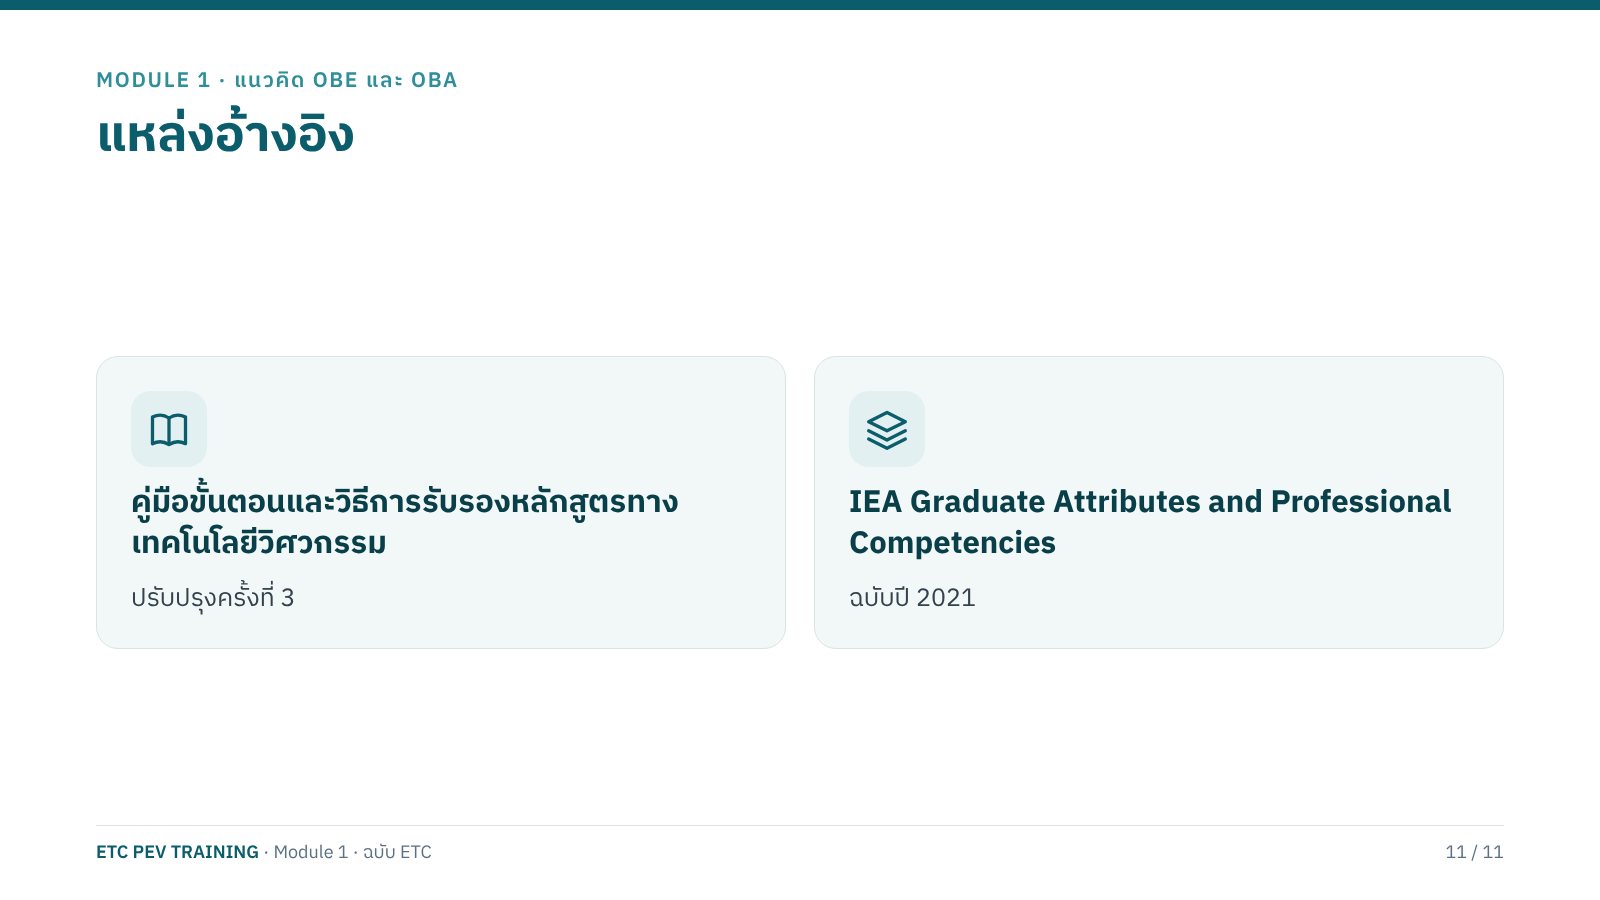 MODULE 1 · แนวคิด OBE และ OBA
แหล่งอ้างอิง
คู่มือขั้นตอนและวิธีการรับรองหลักสูตรทาง
เทคโนโลยีวิศวกรรม
ปรับปรุงครั้งที่ 3
IEA Graduate Attributes and Professional
Competencies
ฉบับปี 2021
ETC PEV TRAINING · Module 1 · ฉบับ ETC
11 / 11